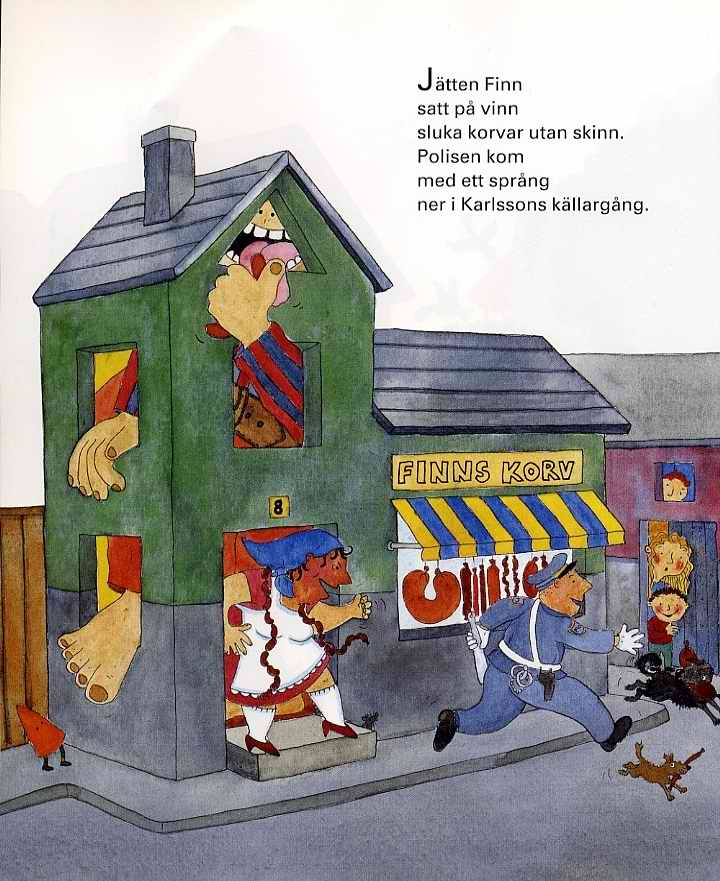 Jätten Finn
satt på vinn
sluka korvar utan skinn.
Polisen kom
med ett språng
ner i Karlssons källargång.
FINNS KORV
8